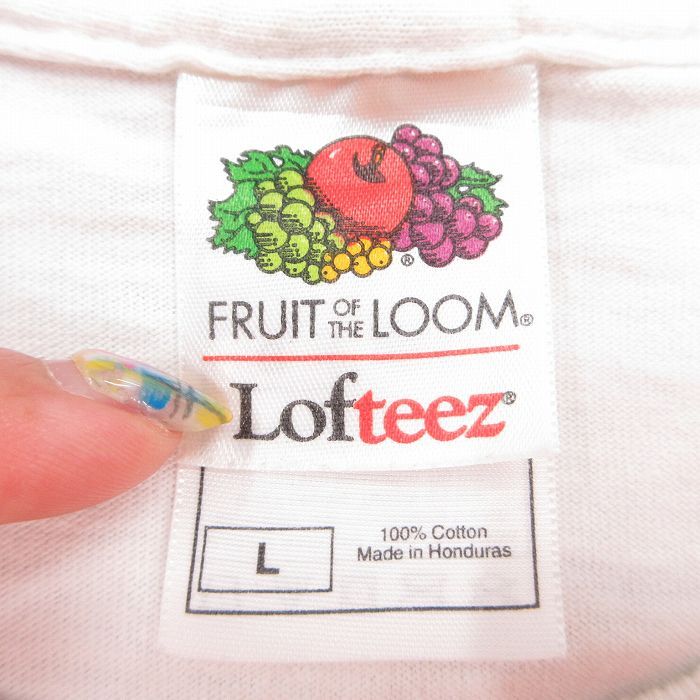 ®
FRUIT OF THE LOOM®
Lofteez®
L
100% Cotton
Made in Honduras